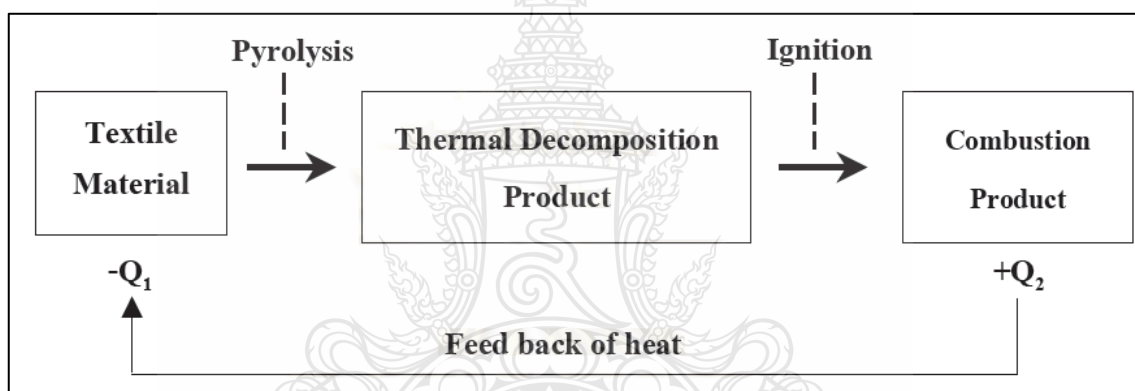 Pyrolysis
Ignition
Textile
Material
Thermal Decomposition
Product
Combustion
Product
-Q₁
+Q₂
Feed back of heat